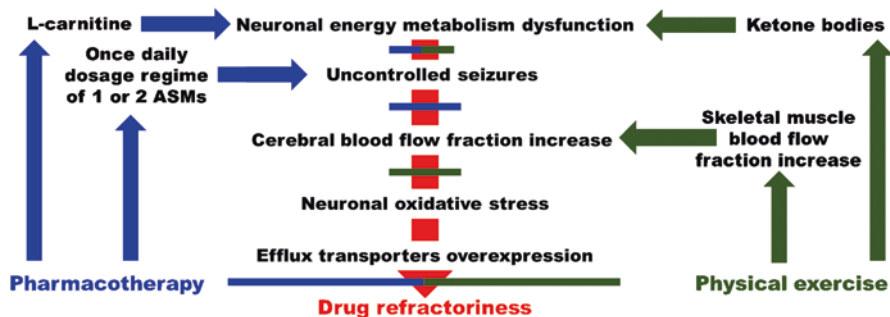 L-carnitine
Neuronal energy metabolism dysfunction
Ketone bodies
Once daily
dosage regime
of 1 or 2 ASMs
Uncontrolled seizures
Cerebral blood flow fraction increase
Skeletal muscle
blood flow
fraction increase
Neuronal oxidative stress
Efflux transporters overexpression
Pharmacotherapy
Physical exercise
Drug refractoriness